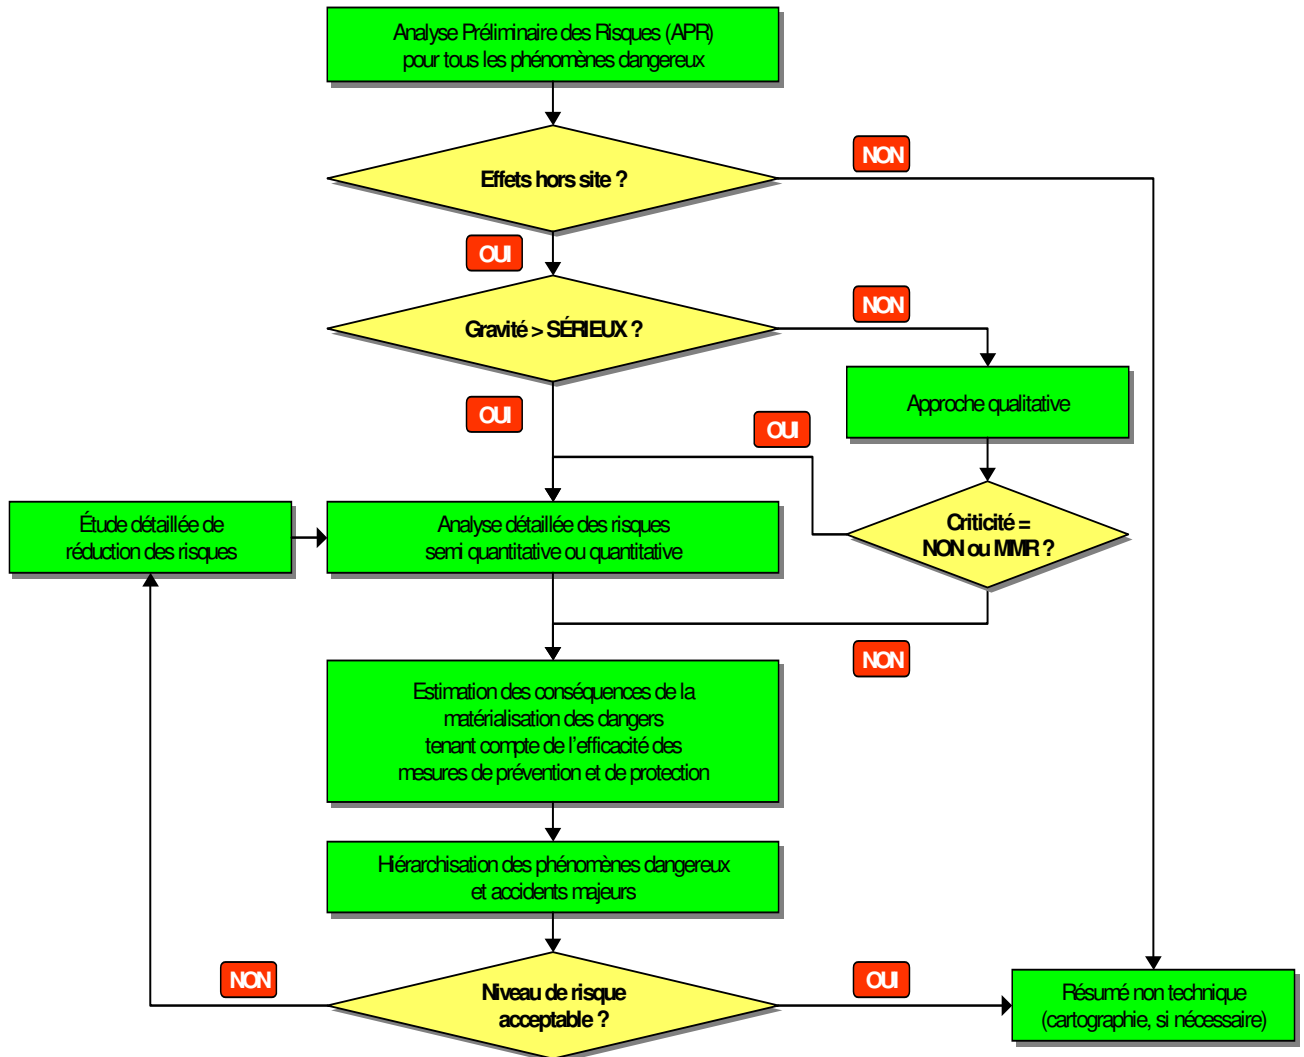 Analyse Préliminaire des Risques (APR)
pour tous les phénomènes dangereux
NON
Effets hors site ?
OUI
NON
Gravité > SÉRIEUX ?
OUI
Approche qualitative
OUI
Étude détaillée de
réduction des risques
Analyse détaillée des risques
semi quantitative ou quantitative
Criticité =
NON ou MMR ?
NON
Estimation des conséquences de la
matérialisation des dangers
tenant compte de l'efficacité des
mesures de prévention et de protection
Hiérarchisation des phénomènes dangereux
et accidents majeurs
NON
Niveau de risque
acceptable ?
OUI
Résumé non technique
(cartographie, si nécessaire)